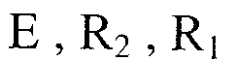 E , R₂ , R₁